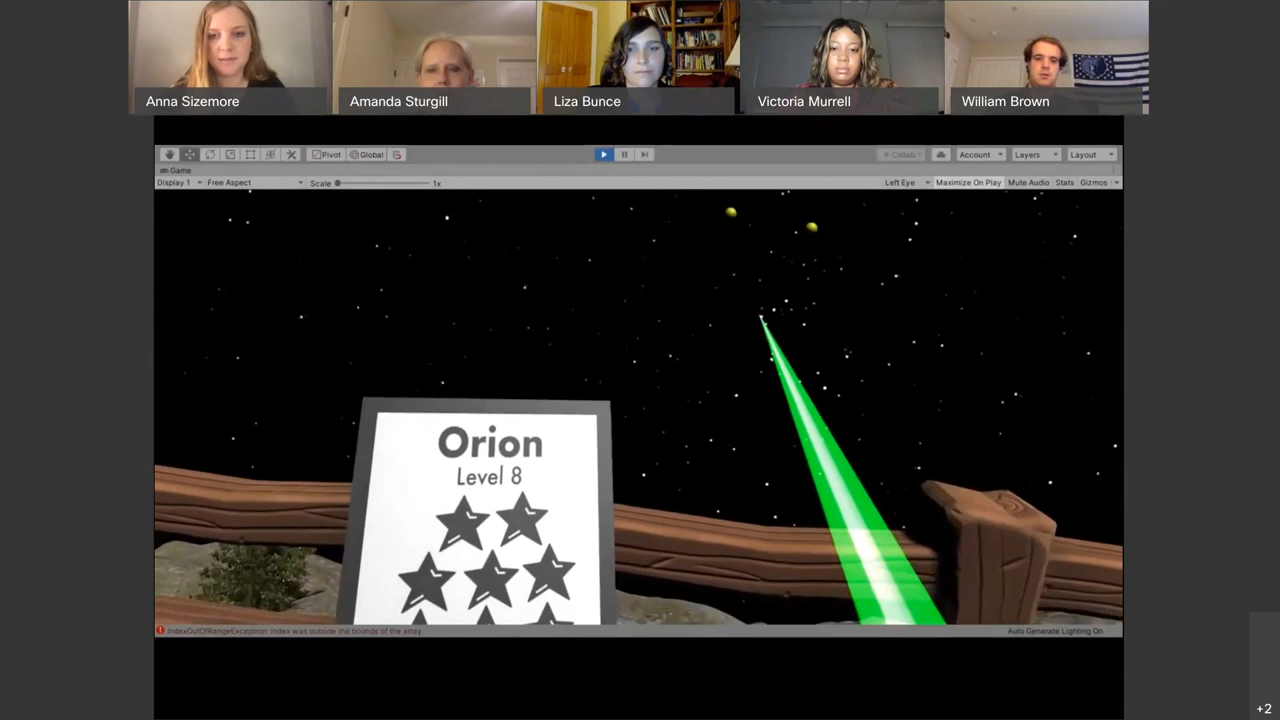 Anna Sizemore
Amanda Sturgill
Liza Bunce
Victoria Murrell
William Brown
Pivot Global Collab Account Layers Layout
Game
Display 1 Free Aspect Scale 1x Left Eye Maximize On Play Mute Audio Stats Gizmos
Orion
Level 8
IndexOutOfRangeException: Index was outside the bounds of the array.
Auto Generate Lighting On
+2